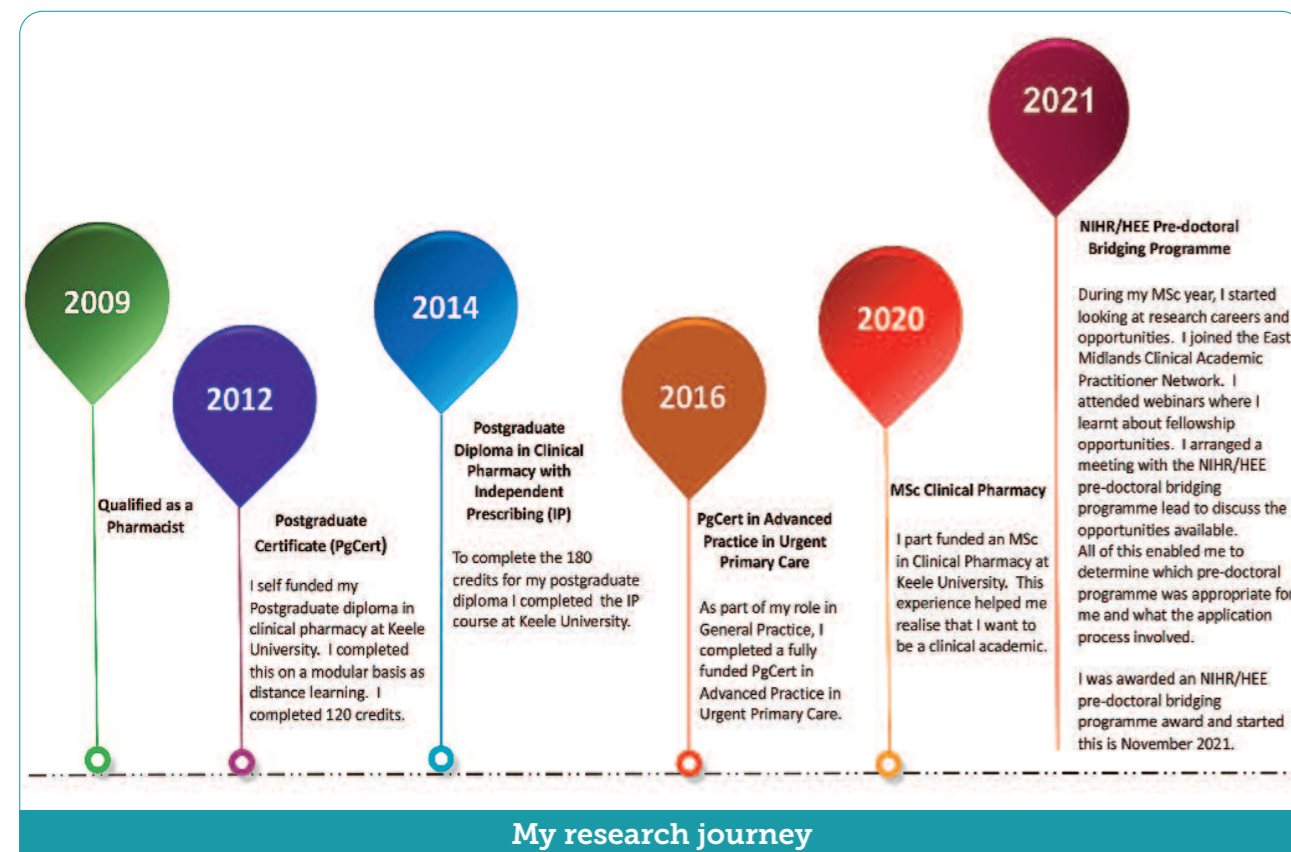 2009
Qualified as a
Pharmacist
2012
Postgraduate
Certificate (PgCert)
I self funded my
Postgraduate diploma in
clinical pharmacy at Keele
University. I completed
this on a modular basis as
distance learning. I
completed 120 credits.
2014
Postgraduate
Diploma in Clinical
Pharmacy with
Independent
Prescribing (IP)
To complete the 180
credits for my postgraduate
diploma I completed the IP
course at Keele University.
2016
PgCert in Advanced
Practice in Urgent
Primary Care
As part of my role in
General Practice, I
completed a fully
funded PgCert in
Advanced Practice in
Urgent Primary Care.
2020
MSc Clinical Pharmacy
I part funded an MSc
in Clinical Pharmacy at
Keele University. This
experience helped me
realise that I want to
be a clinical academic.
2021
NIHR/HEE Pre-doctoral
Bridging Programme
During my MSc year, I started
looking at research careers and
opportunities. I joined the East
Midlands Clinical Academic
Practitioner Network. I
attended webinars where I
learnt about fellowship
opportunities. I arranged a
meeting with the NIHR/HEE
pre-doctoral bridging
programme lead to discuss the
opportunities available.
All of this enabled me to
determine which pre-doctoral
programme was appropriate for
me and what the application
process involved.
I was awarded an NIHR/HEE
pre-doctoral bridging
programme award and started
this is November 2021.
My research journey